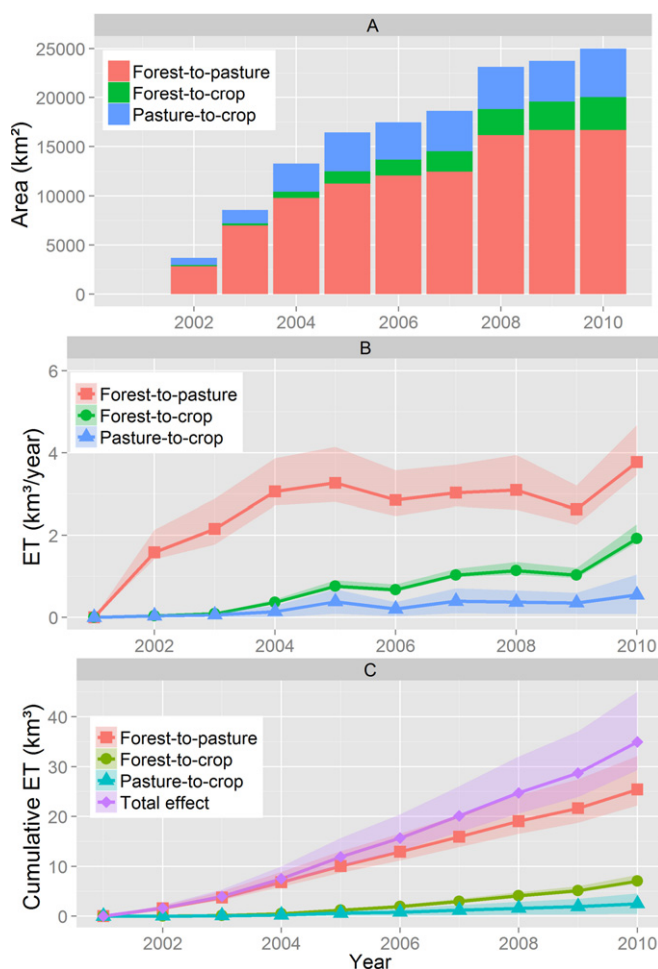 A
25000
20000
15000
10000
5000
0
Area (km²)
Forest-to-pasture
Forest-to-crop
Pasture-to-crop
2002 2004 2006 2008 2010
B
6
4
2
0
ET (km³/year)
Forest-to-pasture
Forest-to-crop
Pasture-to-crop
2002 2004 2006 2008 2010
C
40
30
20
10
0
Cumulative ET (km³)
Forest-to-pasture
Forest-to-crop
Pasture-to-crop
Total effect
2002 2004 2006 2008 2010
Year